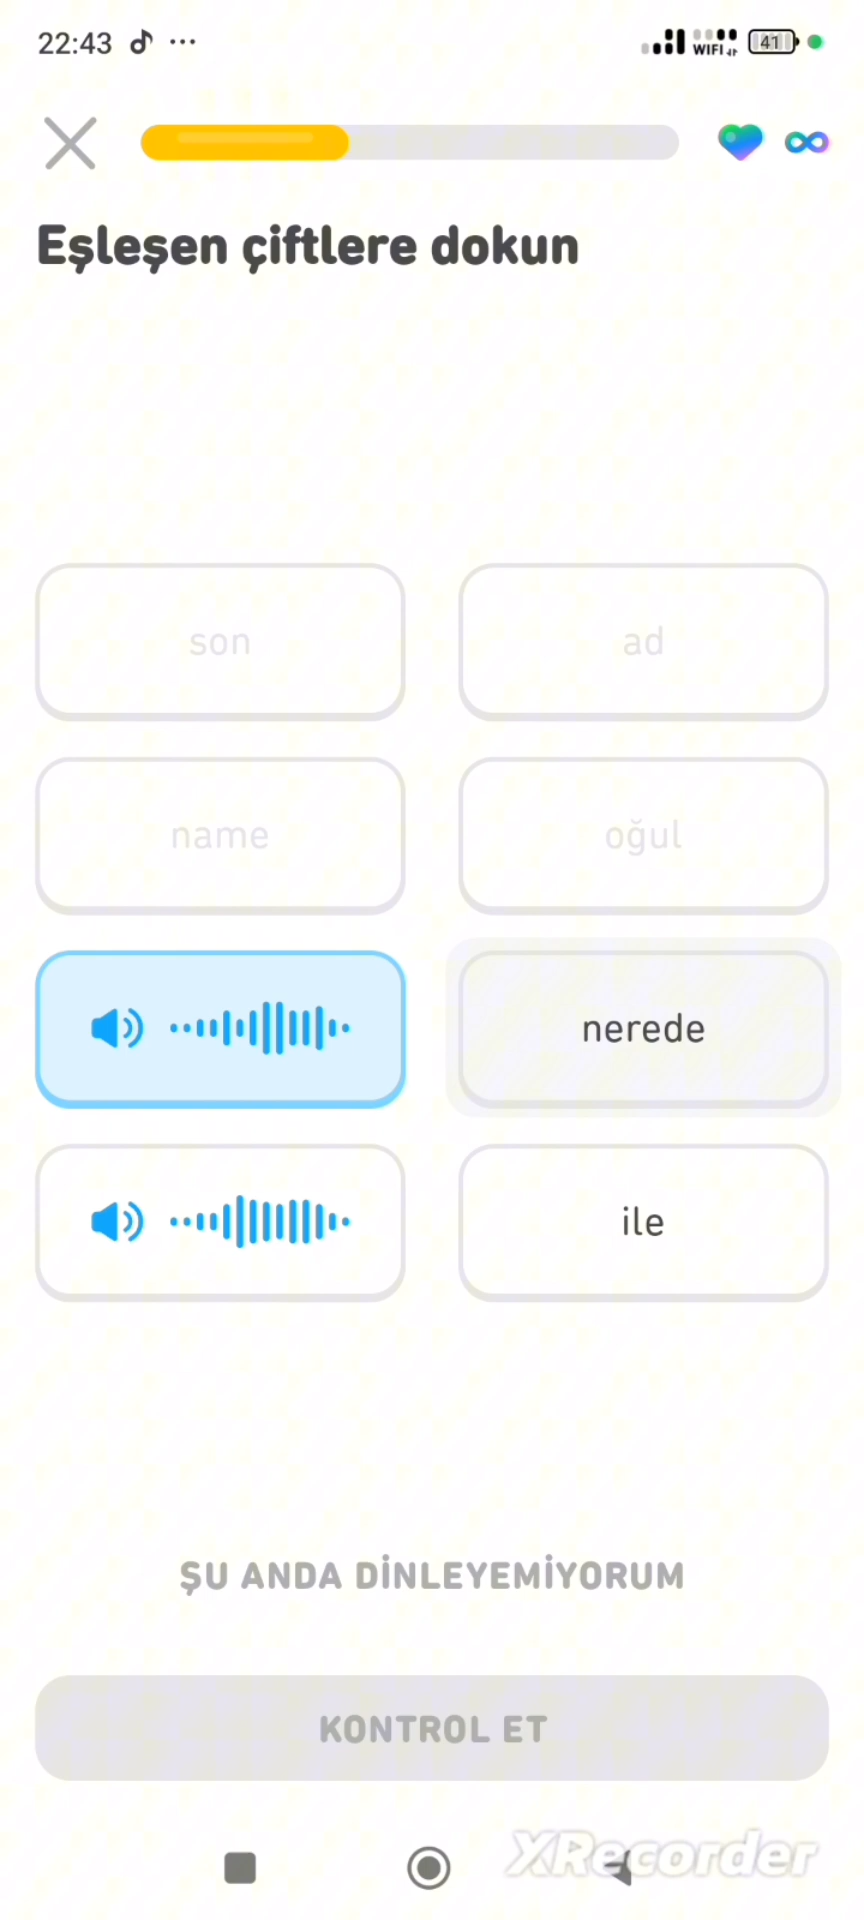 22:43
WIFI 41
Eşleşen çiftlere dokun
son ad
name oğul
nerede
ile
ŞU ANDA DİNLEYEMİYORUM
KONTROL ET
XRecorder